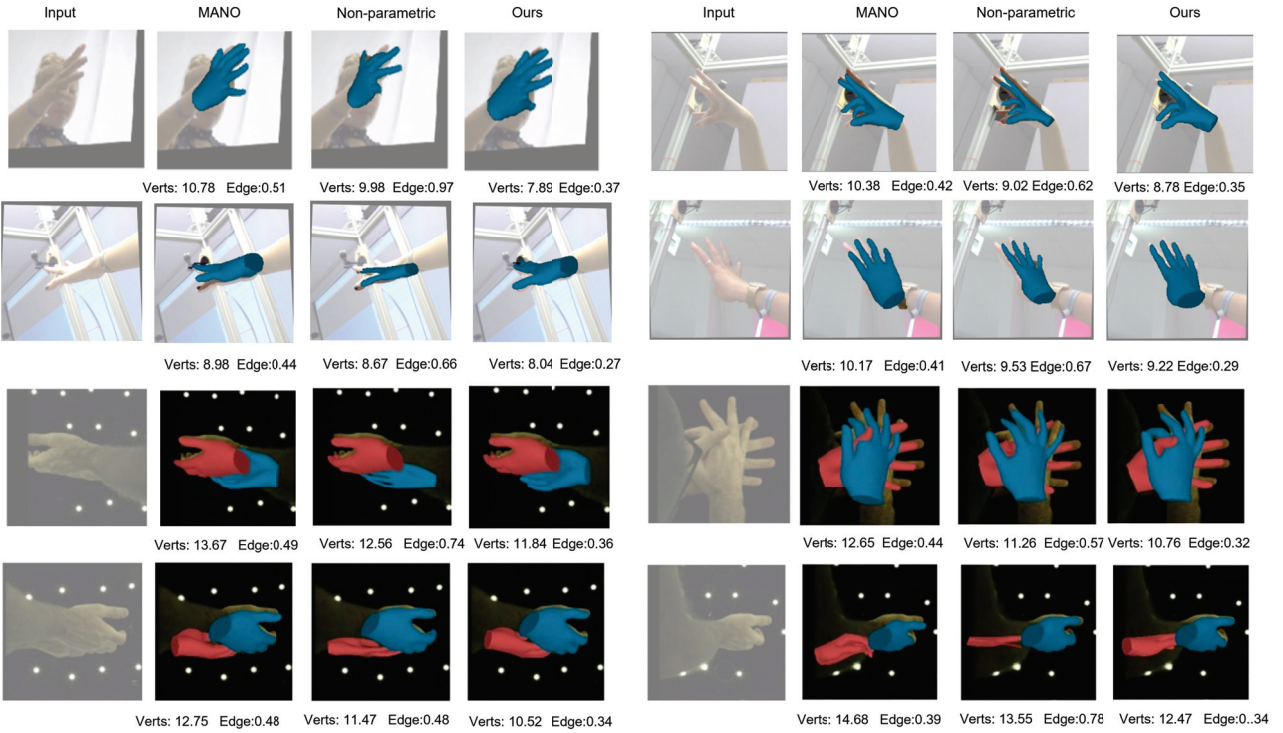 Input MANO Non-parametric Ours Input MANO Non-parametric Ours
Verts: 10.78 Edge:0.51 Verts: 9.98 Edge:0.97 Verts: 7.89 Edge:0.37 Verts: 10.38 Edge:0.42 Verts: 9.02 Edge:0.62 Verts: 8.78 Edge:0.35
Verts: 8.98 Edge:0.44 Verts: 8.67 Edge:0.66 Verts: 8.04 Edge:0.27 Verts: 10.17 Edge:0.41 Verts: 9.53 Edge:0.67 Verts: 9.22 Edge:0.29
Verts: 13.67 Edge:0.49 Verts: 12.56 Edge:0.74 Verts: 11.84 Edge:0.36 Verts: 12.65 Edge:0.44 Verts: 11.26 Edge:0.57 Verts: 10.76 Edge:0.32
Verts: 12.75 Edge:0.48 Verts: 11.47 Edge:0.48 Verts: 10.52 Edge:0.34 Verts: 14.68 Edge:0.39 Verts: 13.55 Edge:0.78 Verts: 12.47 Edge:0..34